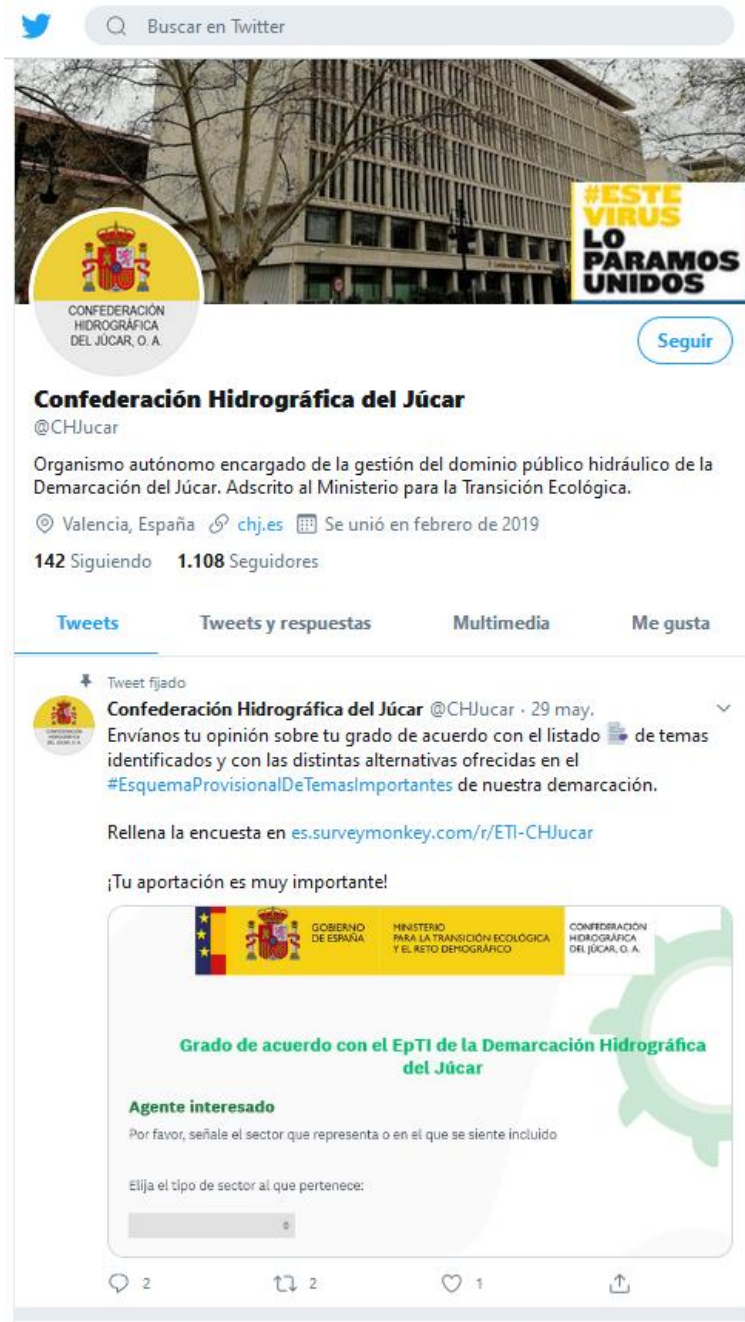 Buscar en Twitter
#ESTE
VIRUS
LO
PARAMOS
UNIDOS
CONFEDERACIÓN
HIDROGRÁFICA
DEL JÚCAR, O. A.
Seguir
Confederación Hidrográfica del Júcar
@CHJucar
Organismo autónomo encargado de la gestión del dominio público hidráulico de la
Demarcación del Júcar. Adscrito al Ministerio para la Transición Ecológica.
Valencia, España chj.es Se unió en febrero de 2019
142 Siguiendo 1.108 Seguidores
Tweets Tweets y respuestas Multimedia Me gusta
Tweet fijado
Confederación Hidrográfica del Júcar @CHJucar · 29 may.
Envíanos tu opinión sobre tu grado de acuerdo con el listado de temas
identificados y con las distintas alternativas ofrecidas en el
#EsquemaProvisionalDeTemasImportantes de nuestra demarcación.
Rellena la encuesta en es.surveymonkey.com/r/ETI-CHJucar
¡Tu aportación es muy importante!
GOBIERNO
DE ESPAÑA
MINISTERIO
PARA LA TRANSICIÓN ECOLÓGICA
Y EL RETO DEMOGRÁFICO
CONFEDERACIÓN
HIDROGRÁFICA
DEL JÚCAR, O. A.
Grado de acuerdo con el EpTI de la Demarcación Hidrográfica
del Júcar
Agente interesado
Por favor, señale el sector que representa o en el que se siente incluido
Elija el tipo de sector al que pertenece:
2 2 1